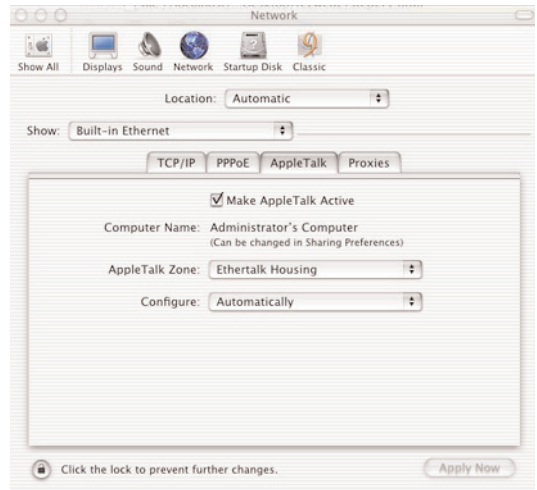 Network
Show All Displays Sound Network Startup Disk Classic
Location: Automatic
Show: Built-in Ethernet
TCP/IP PPPoE AppleTalk Proxies
Make AppleTalk Active
Computer Name: Administrator's Computer
(Can be changed in Sharing Preferences)
AppleTalk Zone: Ethertalk Housing
Configure: Automatically
Click the lock to prevent further changes. Apply Now